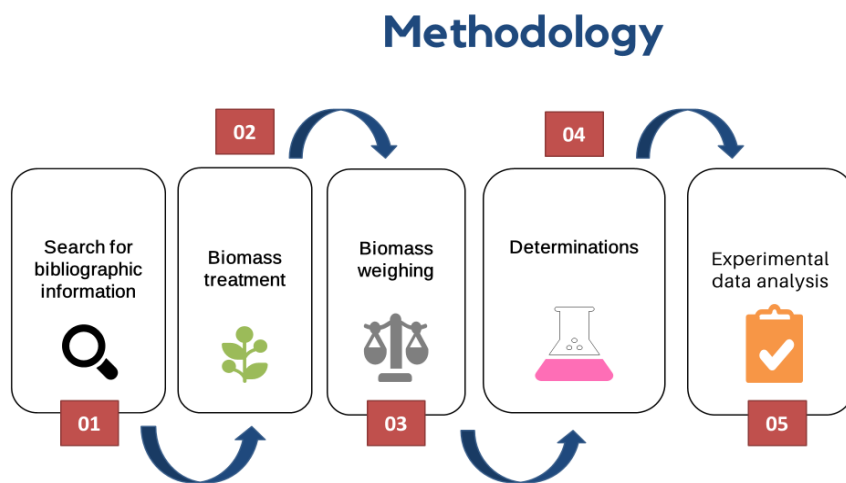 Methodology
02
04
Search for
bibliographic
information
Biomass
treatment
Biomass
weighing
Determinations
Experimental
data analysis
01
03
05